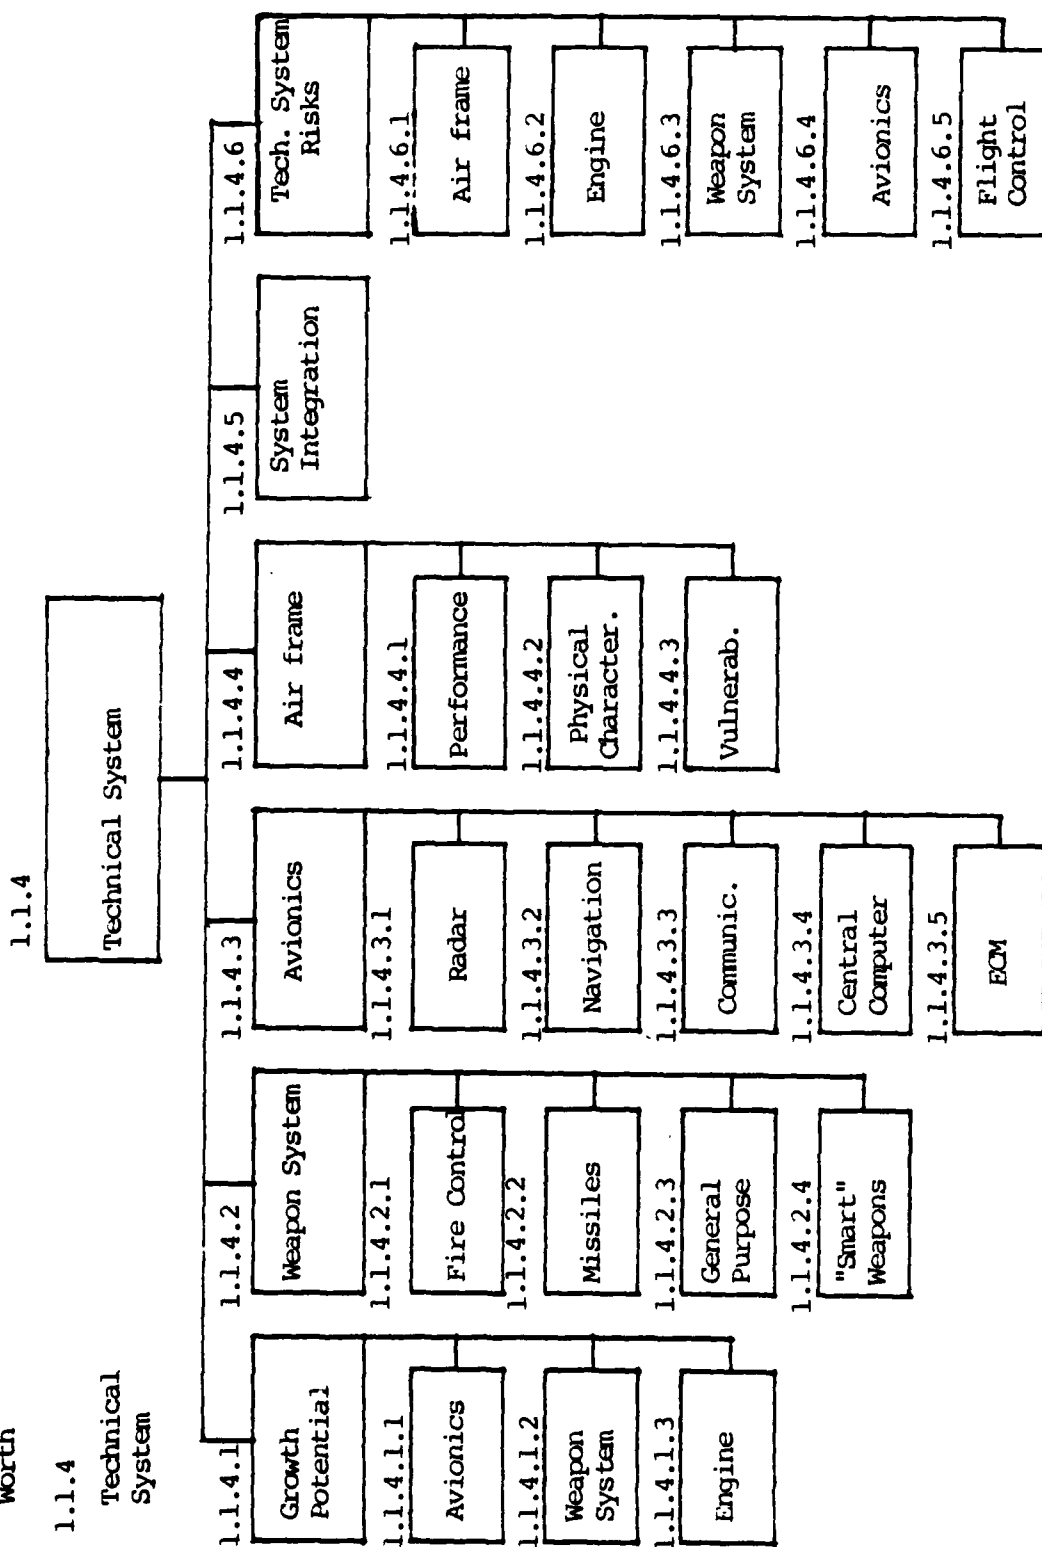 Worth
1.1.4
Technical
System
1.1.4
Technical System
1.1.4.1
Growth
Potential
1.1.4.1.1
Avionics
1.1.4.1.2
Weapon
System
1.1.4.1.3
Engine
1.1.4.2
Weapon System
1.1.4.2.1
Fire Control
1.1.4.2.2
Missiles
1.1.4.2.3
General
Purpose
1.1.4.2.4
"Smart"
Weapons
1.1.4.3
Avionics
1.1.4.3.1
Radar
1.1.4.3.2
Navigation
1.1.4.3.3
Communic.
1.1.4.3.4
Central
Computer
1.1.4.3.5
ECM
1.1.4.4
Air frame
1.1.4.4.1
Performance
1.1.4.4.2
Physical
Character.
1.1.4.4.3
Vulnerab.
1.1.4.5
System
Integration
1.1.4.6
Tech. System
Risks
1.1.4.6.1
Air frame
1.1.4.6.2
Engine
1.1.4.6.3
Weapon
System
1.1.4.6.4
Avionics
1.1.4.6.5
Flight
Control